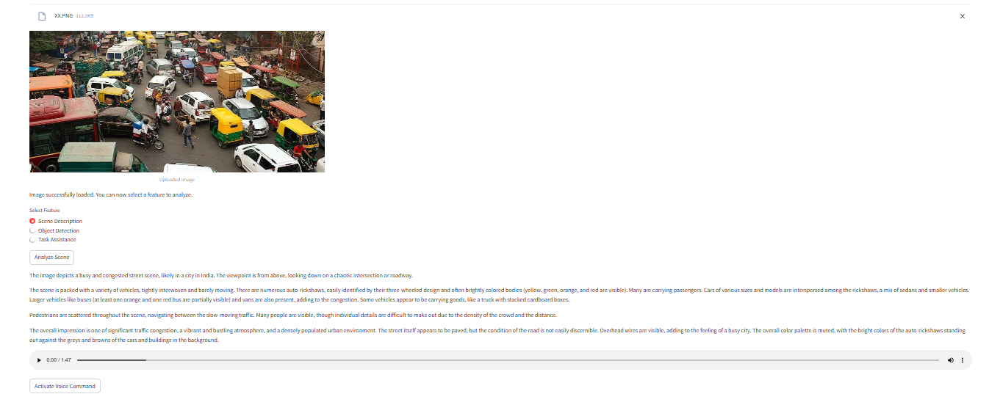 XX.PNG 112.0KB
Uploaded Image
Image successfully loaded. You can now select a feature to analyze.
Select Feature
Scene Description
Object Detection
Task Assistance
Analyze Scene
The image depicts a busy and congested street scene, likely in a city in India. The viewpoint is from above, looking down on a chaotic intersection or roadway.
The scene is packed with a variety of vehicles, tightly interwoven and barely moving. There are numerous auto-rickshaws, easily identified by their three-wheeled design and often brightly colored bodies (yellow, green, orange, and red are visible). Many are carrying passengers. Cars of various sizes and models are interspersed among the rickshaws, a mix of sedans and smaller vehicles.
Larger vehicles like buses (at least one orange and one red bus are partially visible) and vans are also present, adding to the congestion. Some vehicles appear to be carrying goods, like a truck with stacked cardboard boxes.
Pedestrians are scattered throughout the scene, navigating between the slow-moving traffic. Many people are visible, though individual details are difficult to make out due to the density of the crowd and the distance.
The overall impression is one of significant traffic congestion, a vibrant and bustling atmosphere, and a densely populated urban environment. The street itself appears to be paved, but the condition of the road is not easily discernible. Overhead wires are visible, adding to the feeling of a busy city. The overall color palette is muted, with the bright colors of the auto-rickshaws standing
out against the greys and browns of the cars and buildings in the background.
0:00 / 1:47
Activate Voice Command